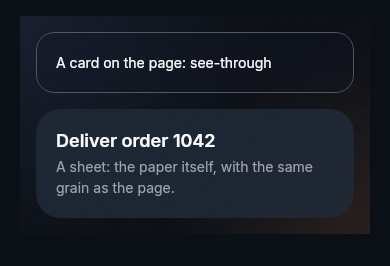 A card on the page: see-through
Deliver order 1042
A sheet: the paper itself, with the same
grain as the page.